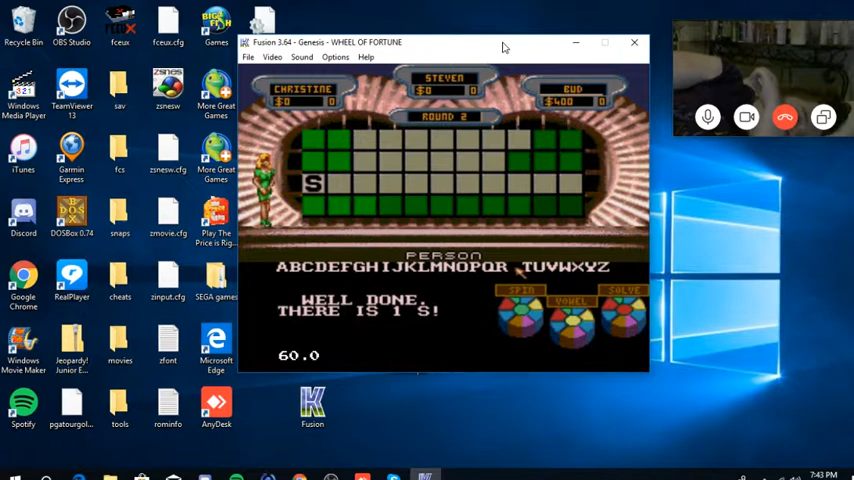 Recycle Bin
OBS Studio
fceux
fceux.cfg
Games
Fusion 3.64 - Genesis - WHEEL OF FORTUNE
File Video Sound Options Help
CHRISTINE
$0 0
STEVEN
$0 0
BUD
$400 0
ROUND 2
S
PERSON
ABCDEFGHIJKLMNOPQR TUVWXYZ
WELL DONE.
THERE IS 1 S!
SPIN
VOWEL
SOLVE
60.0
Windows
Media Player
TeamViewer
13
sav
zsnesw
More Great
Games
iTunes
Garmin
Express
fcs
zsnesw.cfg
More Great
Games
Discord
DOSBox 0.74
snaps
zmovie.cfg
Play The
Price is Rig...
Google
Chrome
RealPlayer
cheats
zinput.cfg
SEGA games
Windows
Movie Maker
Jeopardy!
Junior E...
movies
zfont
Microsoft
Edge
Spotify
pgatourgol...
tools
rominfo
AnyDesk
Fusion
7:43 PM